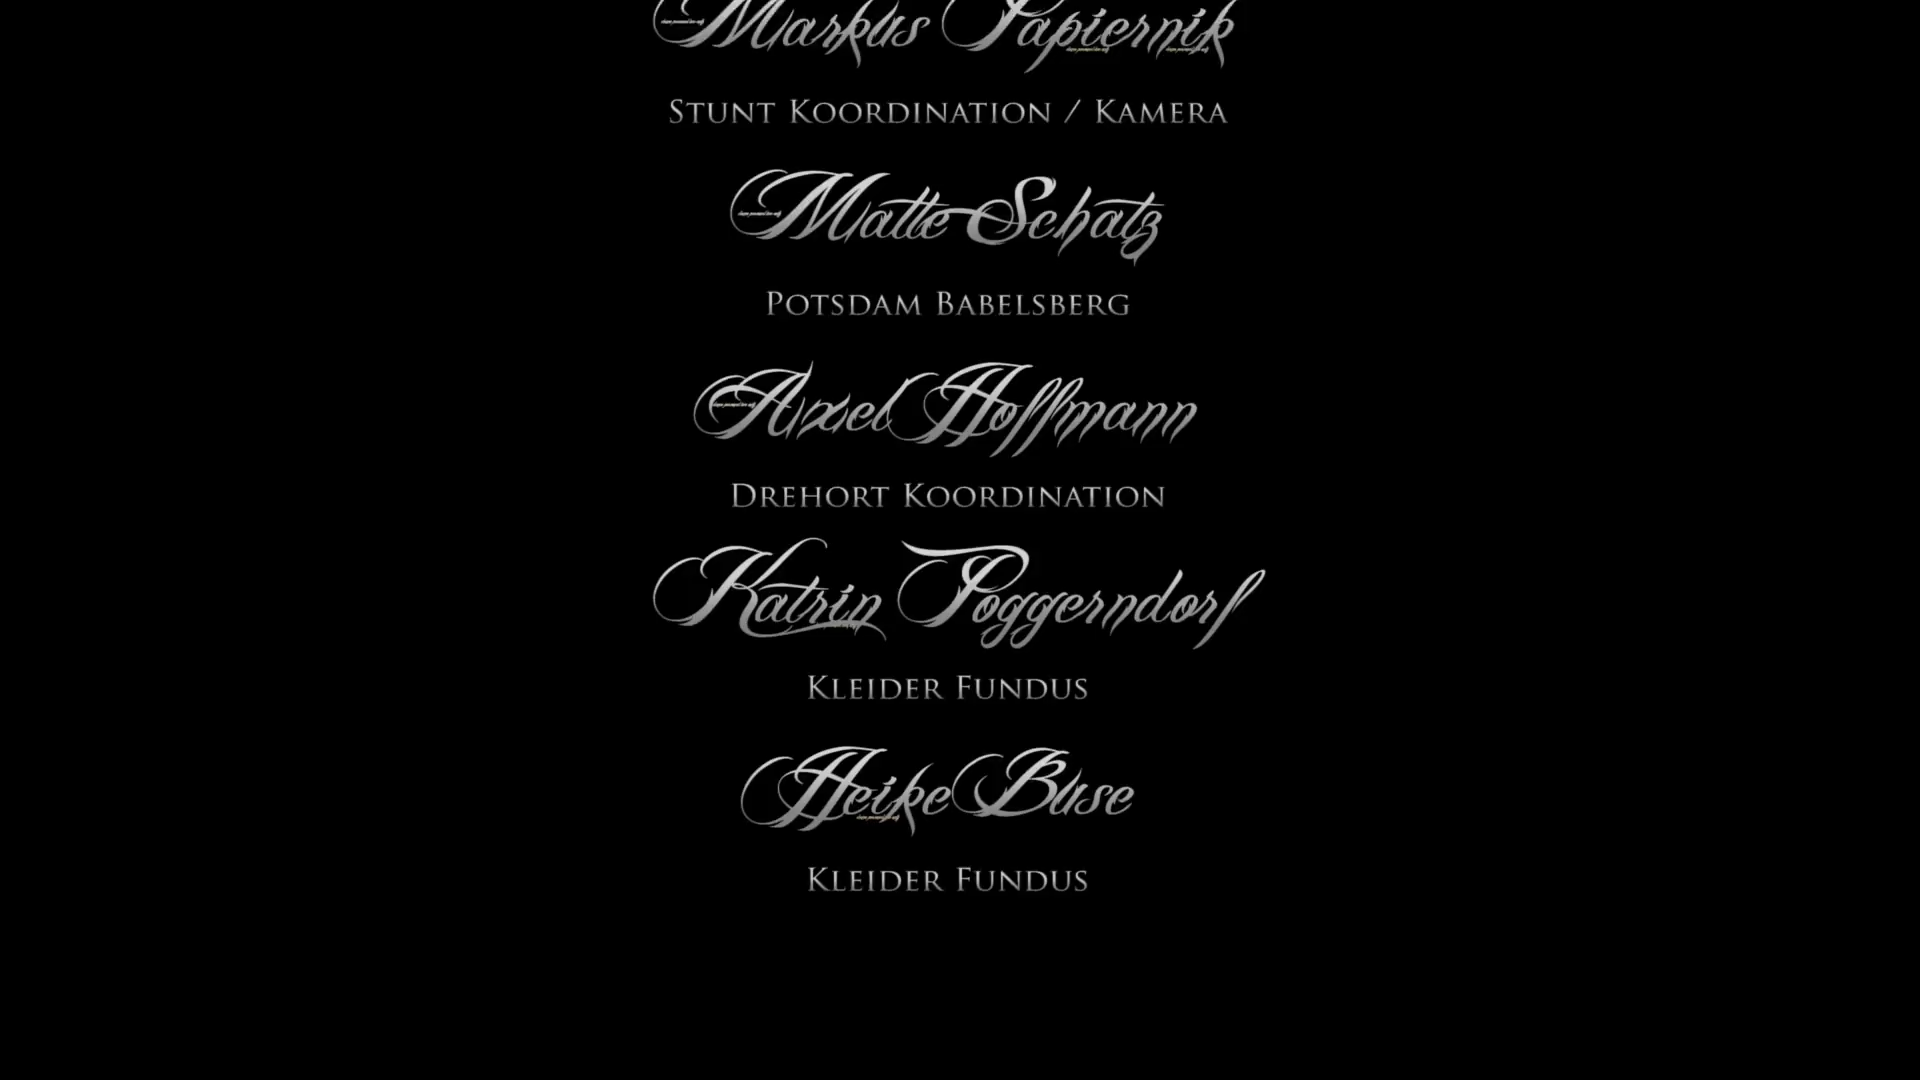 Markus Papiernik
Stunt Koordination / Kamera
Matte Schatz
Potsdam Babelsberg
Axel Hoffmann
Drehort Koordination
Katrin Poggerndorf
Kleider Fundus
Heike Buse
Kleider Fundus